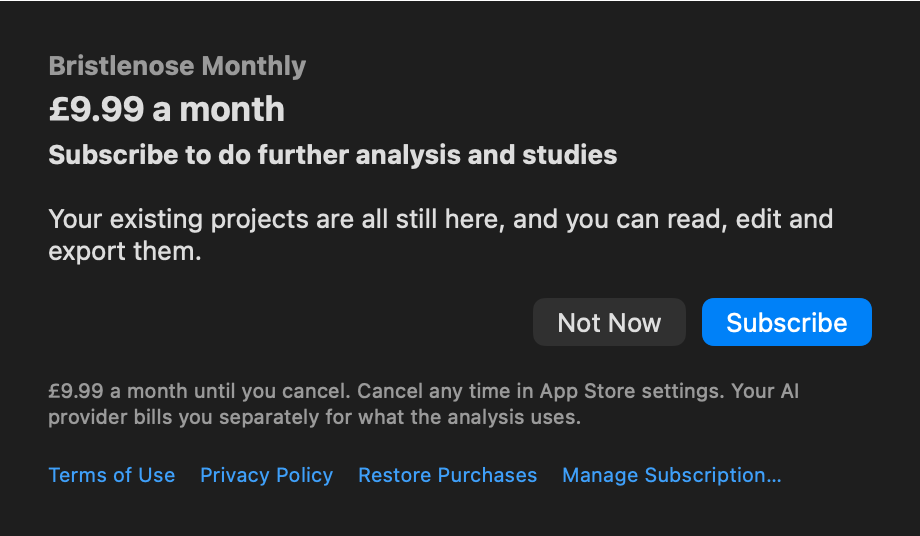 Bristlenose Monthly
£9.99 a month
Subscribe to do further analysis and studies
Your existing projects are all still here, and you can read, edit and
export them.
Not Now
Subscribe
£9.99 a month until you cancel. Cancel any time in App Store settings. Your AI
provider bills you separately for what the analysis uses.
Terms of Use Privacy Policy Restore Purchases Manage Subscription...